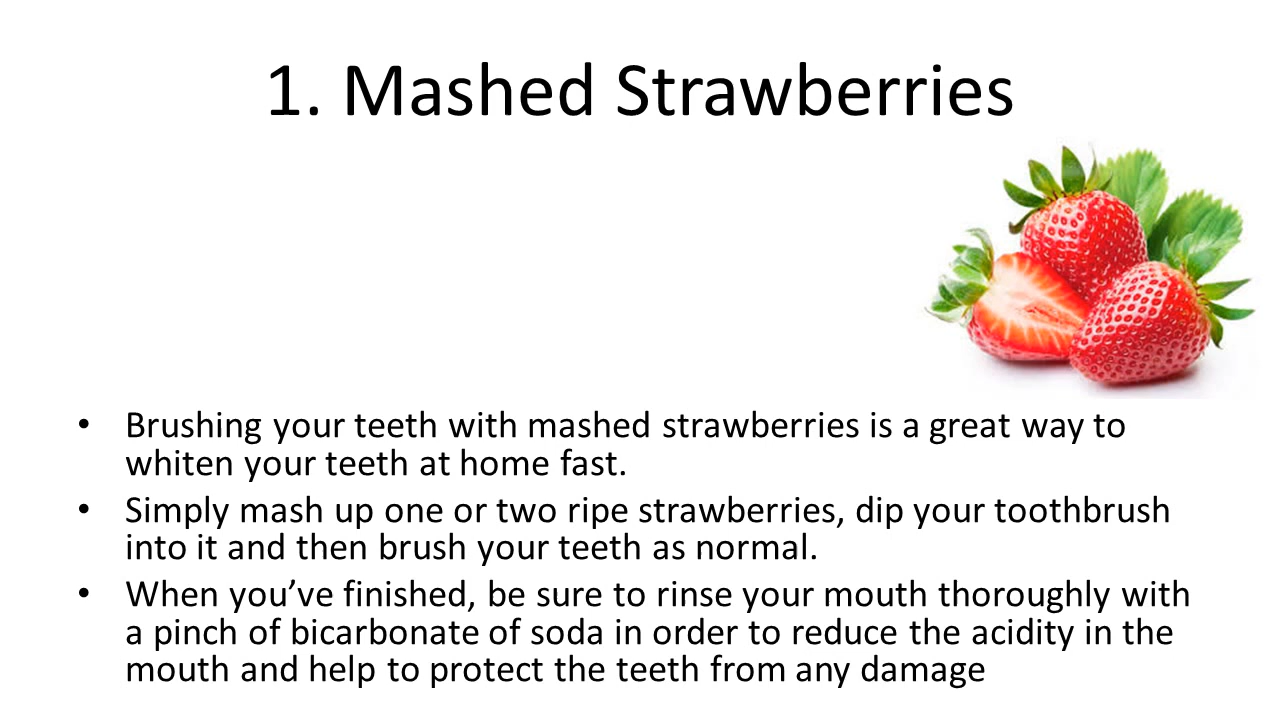 1. Mashed Strawberries
• Brushing your teeth with mashed strawberries is a great way to
whiten your teeth at home fast.
• Simply mash up one or two ripe strawberries, dip your toothbrush
into it and then brush your teeth as normal.
• When you’ve finished, be sure to rinse your mouth thoroughly with
a pinch of bicarbonate of soda in order to reduce the acidity in the
mouth and help to protect the teeth from any damage